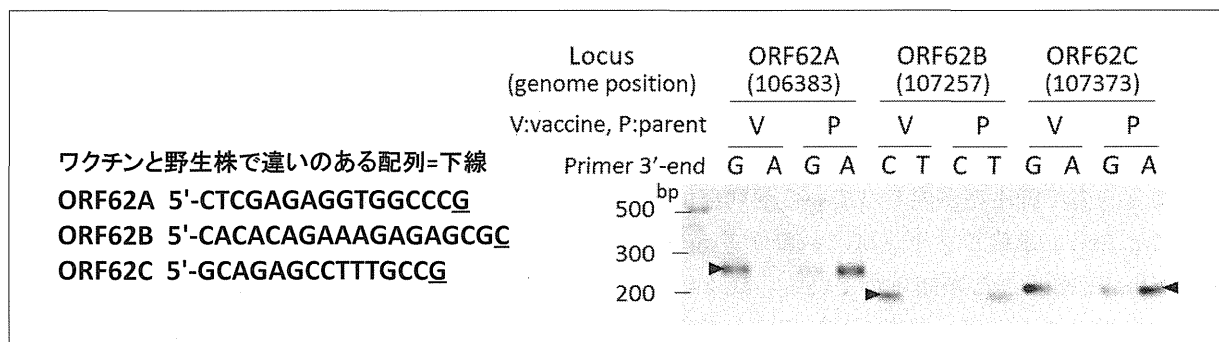 ワクチンと野生株で違いのある配列=下線
ORF62A 5'-CTCGAGAGGTGGCCCG
ORF62B 5'-CACACAGAAAGAGAGCGC
ORF62C 5'-GCAGAGCCTTTGCCG
Locus ORF62A ORF62B ORF62C
(genome position) (106383) (107257) (107373)
V:vaccine, P:parent V P V P V P
Primer 3'-end G A G A C T C T G A G A
bp
500
300
200